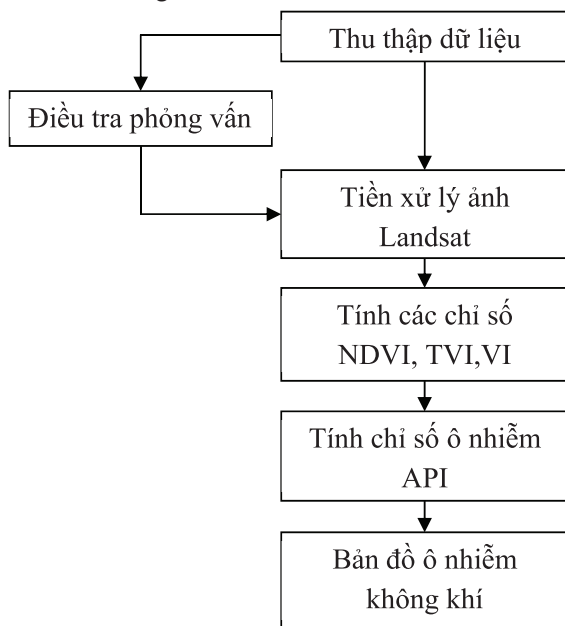 Thu thập dữ liệu
Điều tra phỏng vấn
Tiền xử lý ảnh
Landsat
Tính các chỉ số
NDVI, TVI,VI
Tính chỉ số ô nhiễm
API
Bản đồ ô nhiễm
không khí